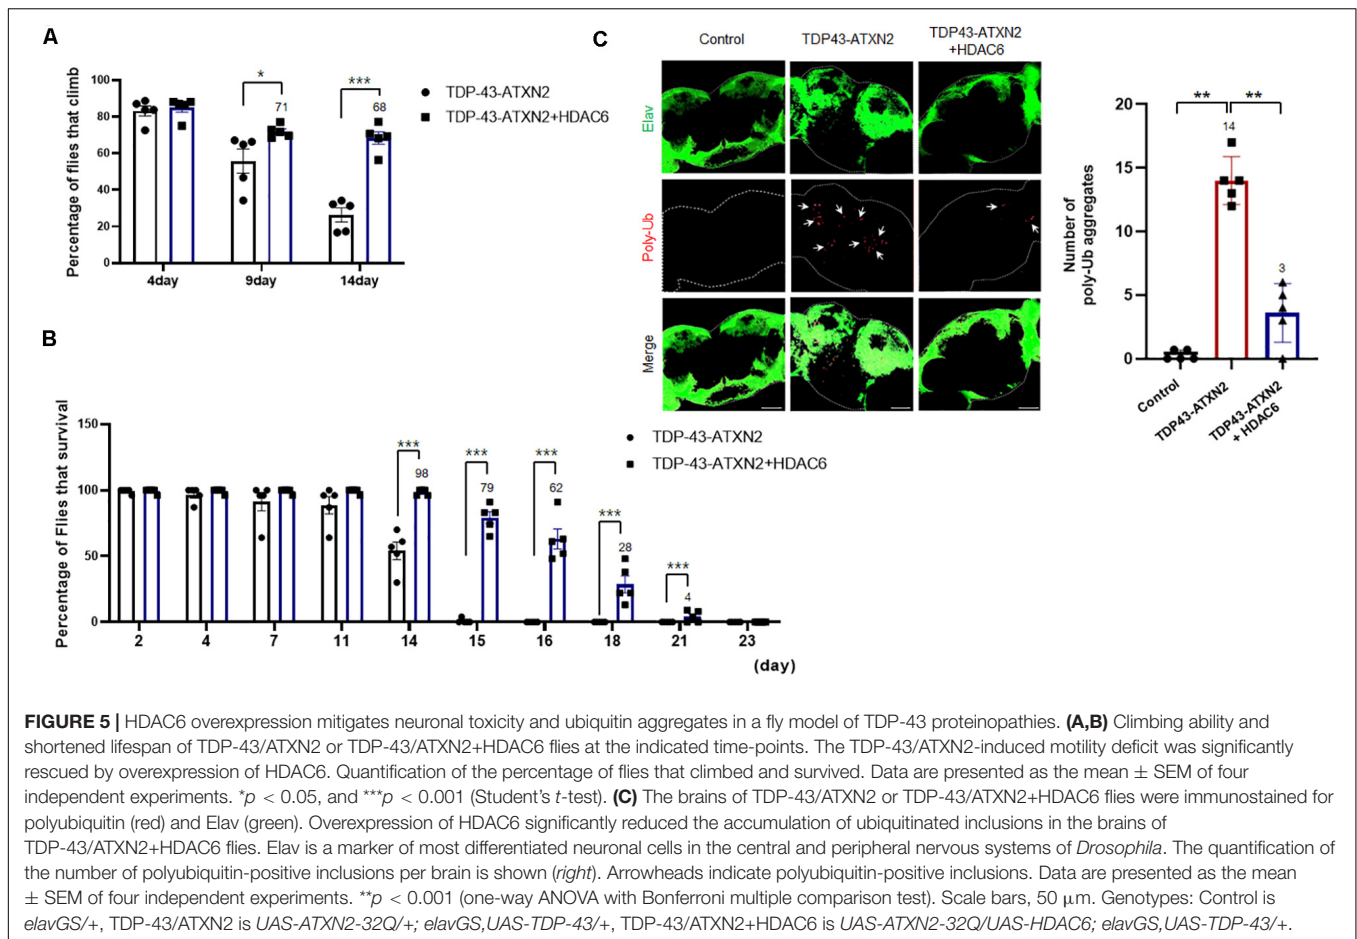 A
Percentage of flies that climb
100
80
60
40
20
0
*
71
***
68
4day
9day
14day
TDP-43-ATXN2
TDP-43-ATXN2+HDAC6
B
Percentage of Flies that survival
150
100
50
0
***
98
***
79
***
62
***
28
***
4
2
4
7
11
14
15
16
18
21
23
(day)
TDP-43-ATXN2
TDP-43-ATXN2+HDAC6
C
Control
TDP43-ATXN2
TDP43-ATXN2
+HDAC6
Elav
Poly-Ub
Merge
Number of
poly-Ub aggregates
20
15
10
5
0
**
**
14
3
Control
TDP43-ATXN2
TDP43-ATXN2
+ HDAC6
FIGURE 5 | HDAC6 overexpression mitigates neuronal toxicity and ubiquitin aggregates in a fly model of TDP-43 proteinopathies. (A,B) Climbing ability and
shortened lifespan of TDP-43/ATXN2 or TDP-43/ATXN2+HDAC6 flies at the indicated time-points. The TDP-43/ATXN2-induced motility deficit was significantly
rescued by overexpression of HDAC6. Quantification of the percentage of flies that climbed and survived. Data are presented as the mean ± SEM of four
independent experiments. *p < 0.05, and ***p < 0.001 (Student's t-test). (C) The brains of TDP-43/ATXN2 or TDP-43/ATXN2+HDAC6 flies were immunostained for
polyubiquitin (red) and Elav (green). Overexpression of HDAC6 significantly reduced the accumulation of ubiquitinated inclusions in the brains of
TDP-43/ATXN2+HDAC6 flies. Elav is a marker of most differentiated neuronal cells in the central and peripheral nervous systems of Drosophila. The quantification of
the number of polyubiquitin-positive inclusions per brain is shown (right). Arrowheads indicate polyubiquitin-positive inclusions. Data are presented as the mean
± SEM of four independent experiments. **p < 0.001 (one-way ANOVA with Bonferroni multiple comparison test). Scale bars, 50 μm. Genotypes: Control is
elavGS/+, TDP-43/ATXN2 is UAS-ATXN2-32Q/+; elavGS,UAS-TDP-43/+, TDP-43/ATXN2+HDAC6 is UAS-ATXN2-32Q/UAS-HDAC6; elavGS,UAS-TDP-43/+.